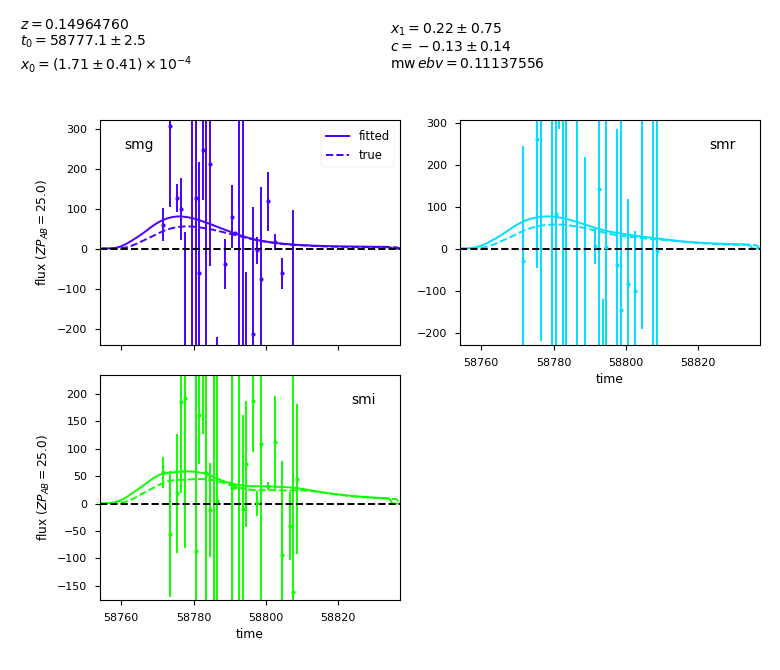 z = 0.14964760
t₀ = 58777.1 ± 2.5
x₀ = (1.71 ± 0.41) × 10⁻⁴
x₁ = 0.22 ± 0.75
c = −0.13 ± 0.14
mw ebv = 0.11137556
300
200
100
0
−100
−200
flux (ZP_AB = 25.0)
smg
fitted
true
300
200
100
0
−100
−200
smr
58760 58780 58800 58820
time
200
150
100
50
0
−50
−100
−150
flux (ZP_AB = 25.0)
smi
58760 58780 58800 58820
time